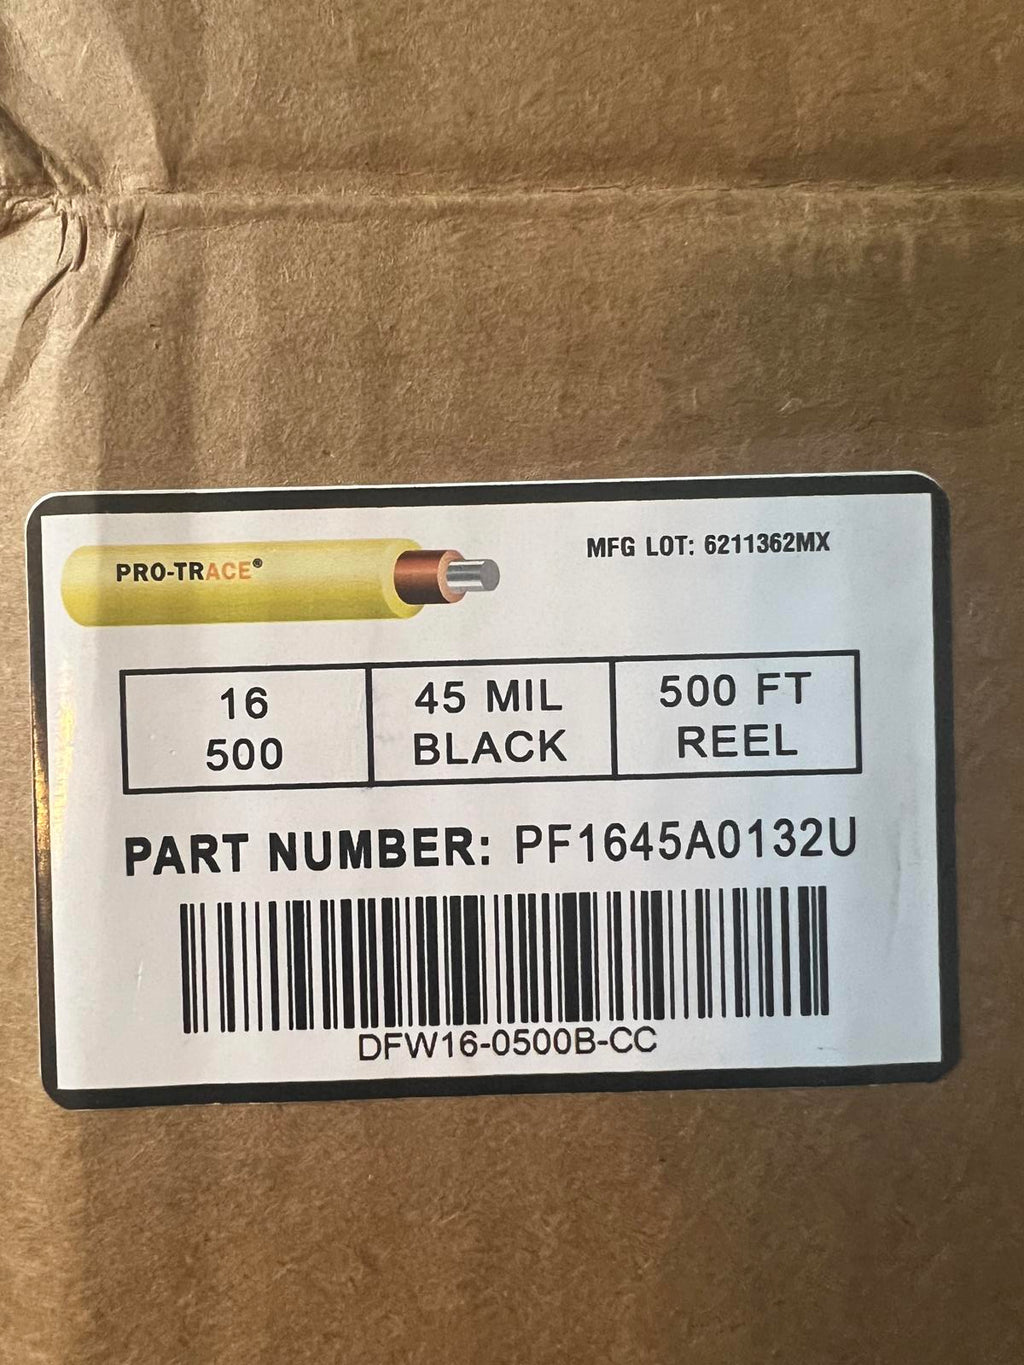 PRO-TRACE®
MFG LOT: 6211362MX
16
500
45 MIL
BLACK
500 FT
REEL
PART NUMBER: PF1645A0132U
DFW16-0500B-CC